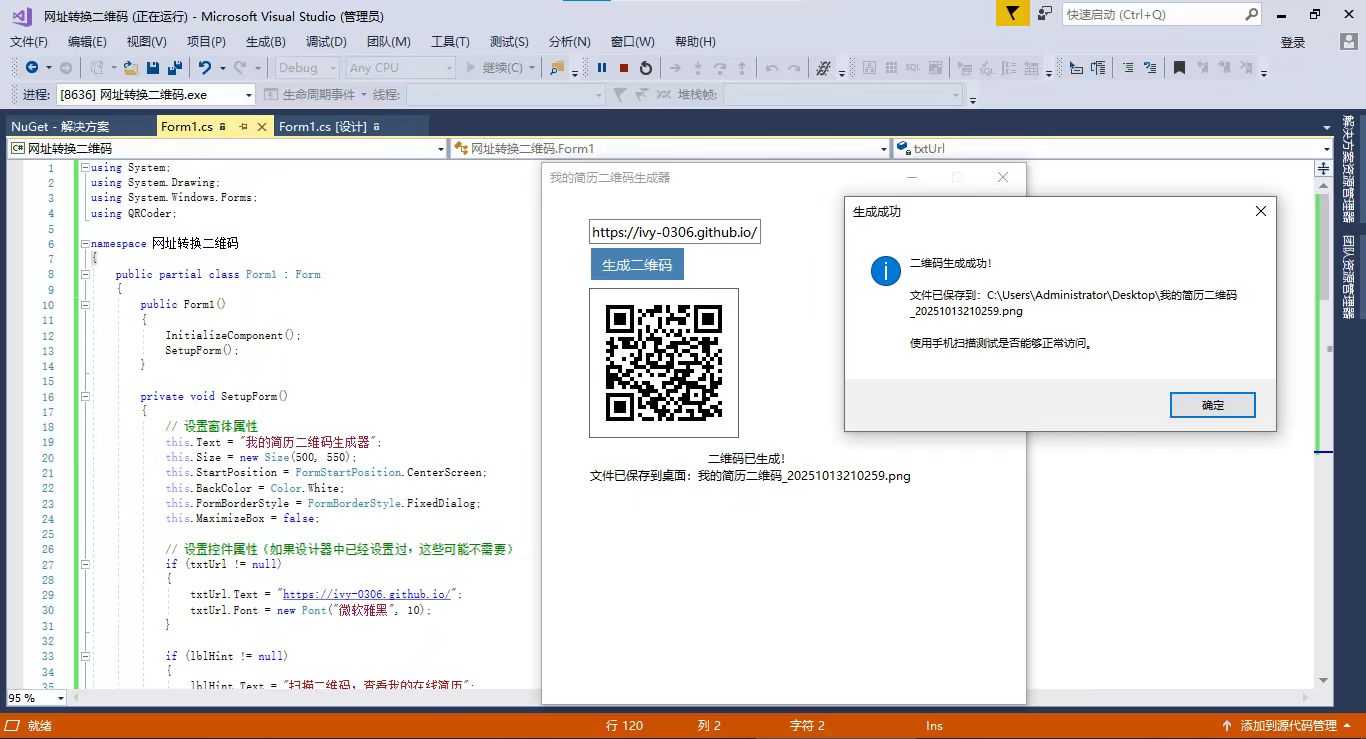 网址转换二维码 (正在运行) - Microsoft Visual Studio (管理员)
快速启动 (Ctrl+Q)
文件(F) 编辑(E) 视图(V) 项目(P) 生成(B) 调试(D) 团队(M) 工具(T) 测试(S) 分析(N) 窗口(W) 帮助(H)
登录
Debug Any CPU 继续(C)
进程: [8636] 网址转换二维码.exe 生命周期事件 线程: 堆栈帧:
NuGet - 解决方案 Form1.cs Form1.cs [设计]
C# 网址转换二维码 网址转换二维码.Form1 txtUrl
1 using System;
2 using System.Drawing;
3 using System.Windows.Forms;
4 using QRCoder;
5
6 namespace 网址转换二维码
7 {
8 public partial class Form1 : Form
9 {
10 public Form1()
11 {
12 InitializeComponent();
13 SetupForm();
14 }
15
16 private void SetupForm()
17 {
18 // 设置窗体属性
19 this.Text = "我的简历二维码生成器";
20 this.Size = new Size(500, 550);
21 this.StartPosition = FormStartPosition.CenterScreen;
22 this.BackColor = Color.White;
23 this.FormBorderStyle = FormBorderStyle.FixedDialog;
24 this.MaximizeBox = false;
25
26 // 设置控件属性（如果设计器中已经设置过，这些可能不需要）
27 if (txtUrl != null)
28 {
29 txtUrl.Text = "https://ivy-0306.github.io/";
30 txtUrl.Font = new Font("微软雅黑", 10);
31 }
32
33 if (lblHint != null)
34 {
35 lblHint.Text = "扫描二维码，查看我的在线简历";
95 %
我的简历二维码生成器
https://ivy-0306.github.io/
生成二维码
二维码已生成！
文件已保存到桌面：我的简历二维码_20251013210259.png
生成成功
二维码生成成功！
文件已保存到：C:\Users\Administrator\Desktop\我的简历二维码
_20251013210259.png
使用手机扫描测试是否能够正常访问。
确定
解决方案资源管理器
团队资源管理器
就绪 行 120 列 2 字符 2 Ins 添加到源代码管理